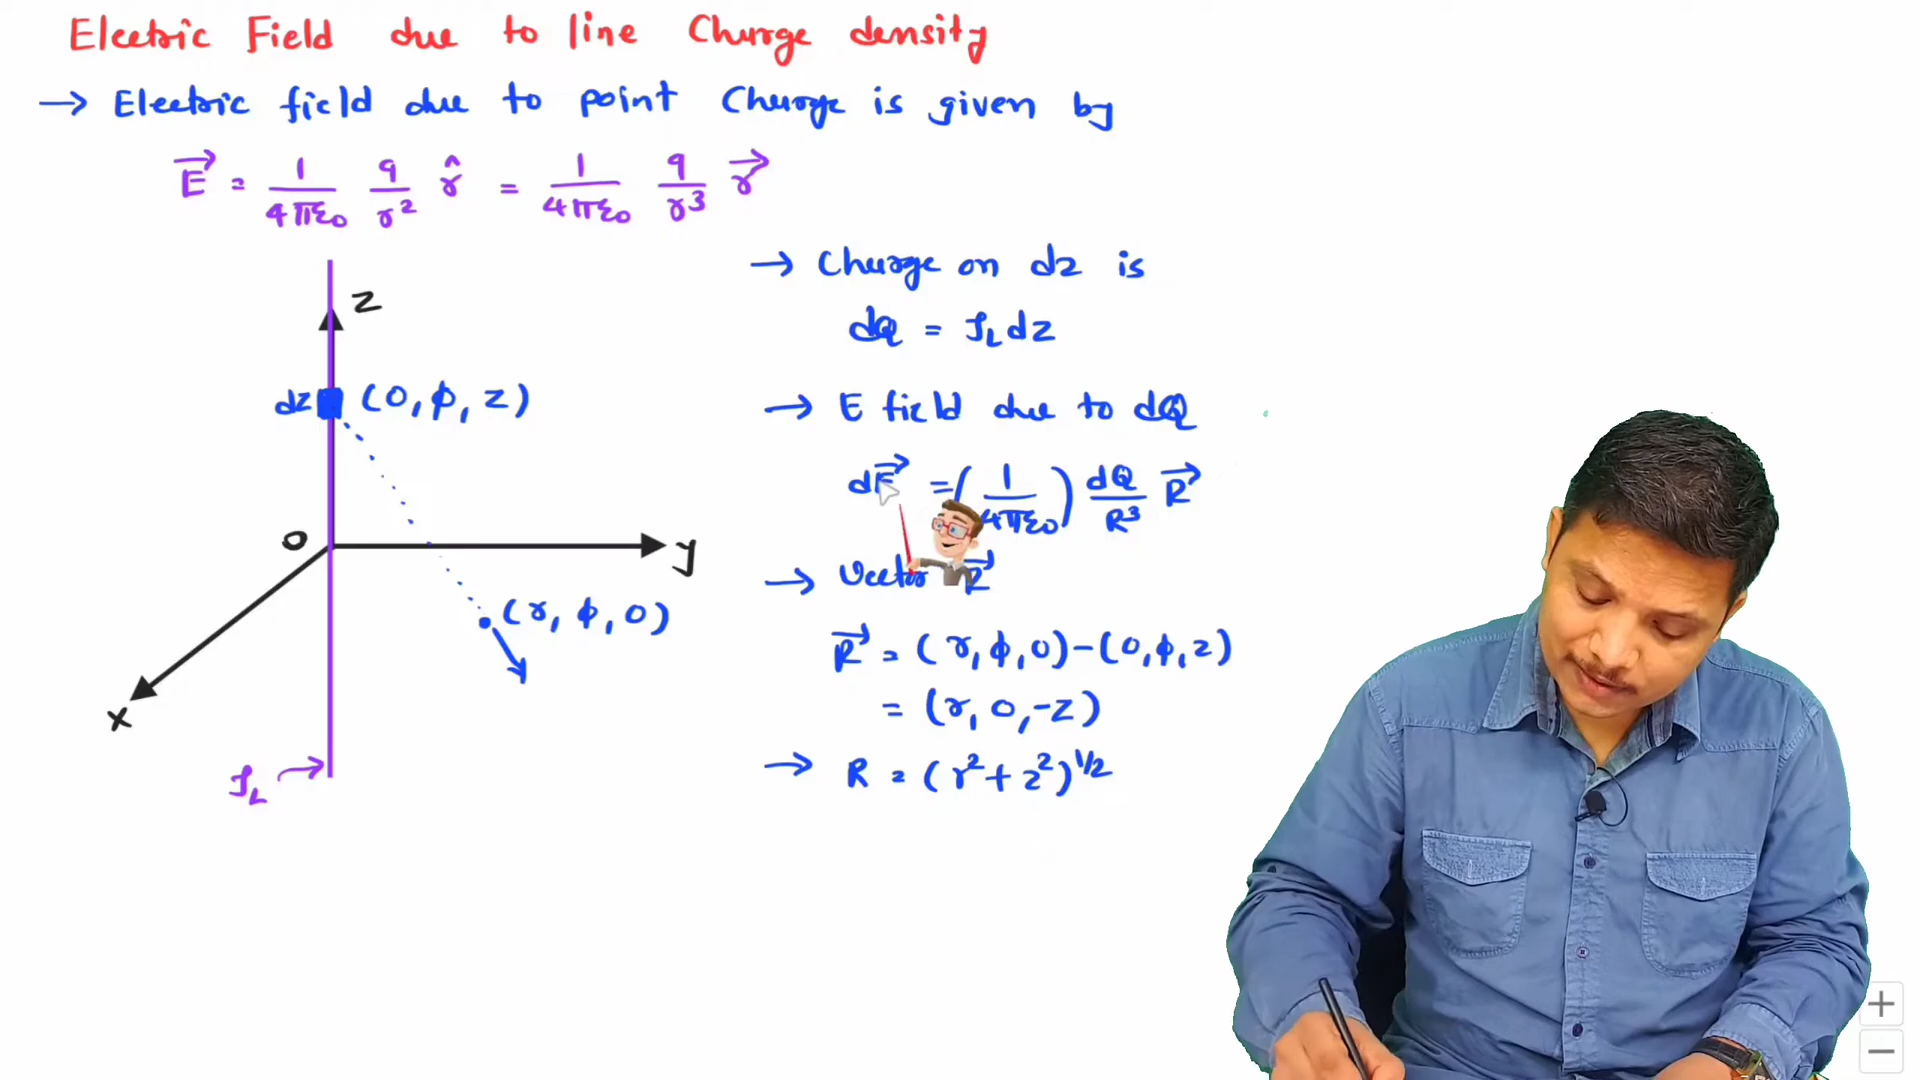 Electric Field due to line Charge density
→ Electric field due to point Charge is given by
E⃗ = 1/4πε₀ q/r² r̂ = 1/4πε₀ q/r³ r⃗
z
dz (0, ϕ, z)
O
y
(r, ϕ, 0)
x
ρL →
→ Charge on dz is
dQ = ρL dz
→ E field due to dQ
dE⃗ = (1/4πε₀) dQ/R³ R⃗
→ Vector R⃗
R⃗ = (r, ϕ, 0) - (0, ϕ, z)
= (r, 0, -z)
→ R = (r² + z²)^1/2